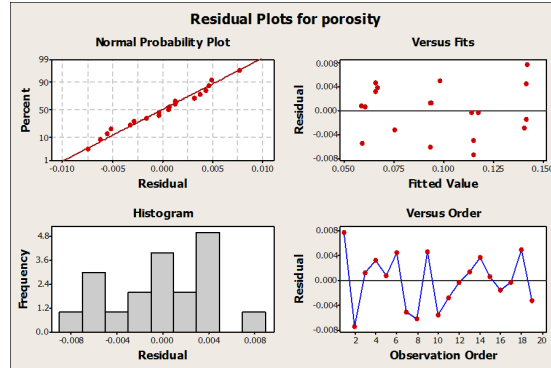 Residual Plots for porosity
Normal Probability Plot
Versus Fits
99
90
50
10
1
Percent
-0.010 -0.005 0.000 0.005 0.010
Residual
0.008
0.004
0.000
-0.004
-0.008
Residual
0.050 0.075 0.100 0.125 0.150
Fitted Value
Histogram
Versus Order
4.8
3.6
2.4
1.2
0.0
Frequency
-0.008 -0.004 0.000 0.004 0.008
Residual
0.008
0.004
0.000
-0.004
-0.008
Residual
2 4 6 8 10 12 14 16 18 20
Observation Order